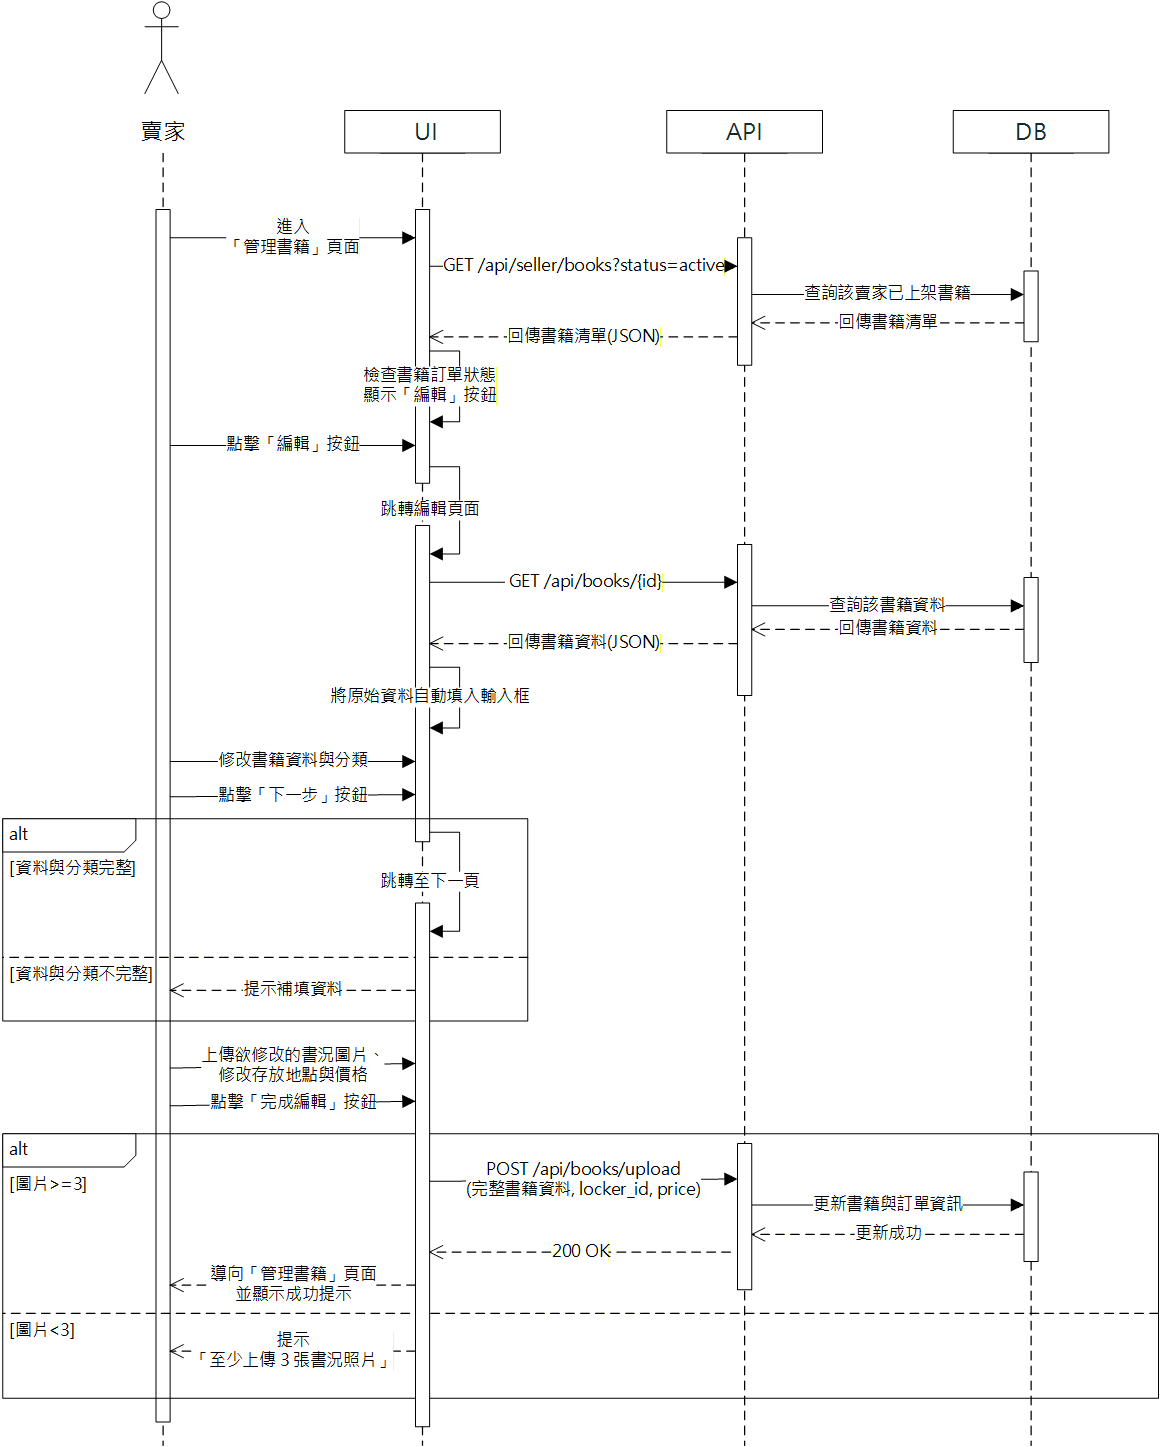 賣家
UI
API
DB
進入
「管理書籍」頁面
GET /api/seller/books?status=active
查詢該賣家已上架書籍
回傳書籍清單
回傳書籍清單(JSON)
檢查書籍訂單狀態
顯示「編輯」按鈕
點擊「編輯」按鈕
跳轉編輯頁面
GET /api/books/{id}
查詢該書籍資料
回傳書籍資料
回傳書籍資料(JSON)
將原始資料自動填入輸入框
修改書籍資料與分類
點擊「下一步」按鈕
alt
[資料與分類完整]
跳轉至下一頁
[資料與分類不完整]
提示補填資料
上傳欲修改的書況圖片、
修改存放地點與價格
點擊「完成編輯」按鈕
alt
[圖片>=3]
POST /api/books/upload
(完整書籍資料, locker_id, price)
更新書籍與訂單資訊
更新成功
200 OK
導向「管理書籍」頁面
並顯示成功提示
[圖片<3]
提示
「至少上傳 3 張書況照片」